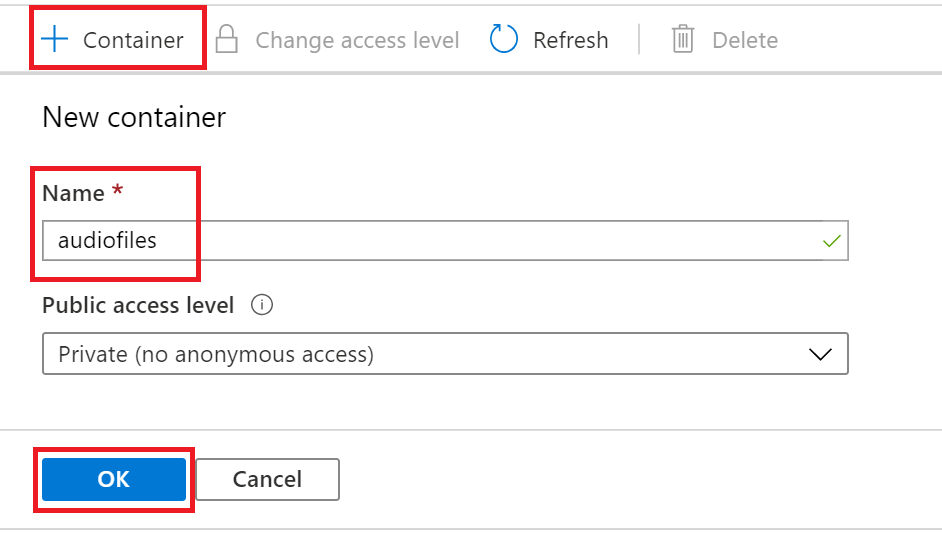 Container Change access level Refresh Delete
New container
Name *
audiofiles
Public access level
Private (no anonymous access)
OK Cancel